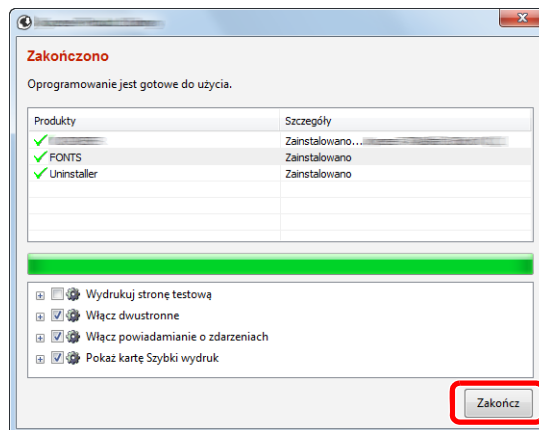 Zakończono
Oprogramowanie jest gotowe do użycia.
Produkty Szczegóły
Zainstalowano...
FONTS Zainstalowano
Uninstaller Zainstalowano
Wydrukuj stronę testową
Włącz dwustronne
Włącz powiadamianie o zdarzeniach
Pokaż kartę Szybki wydruk
Zakończ